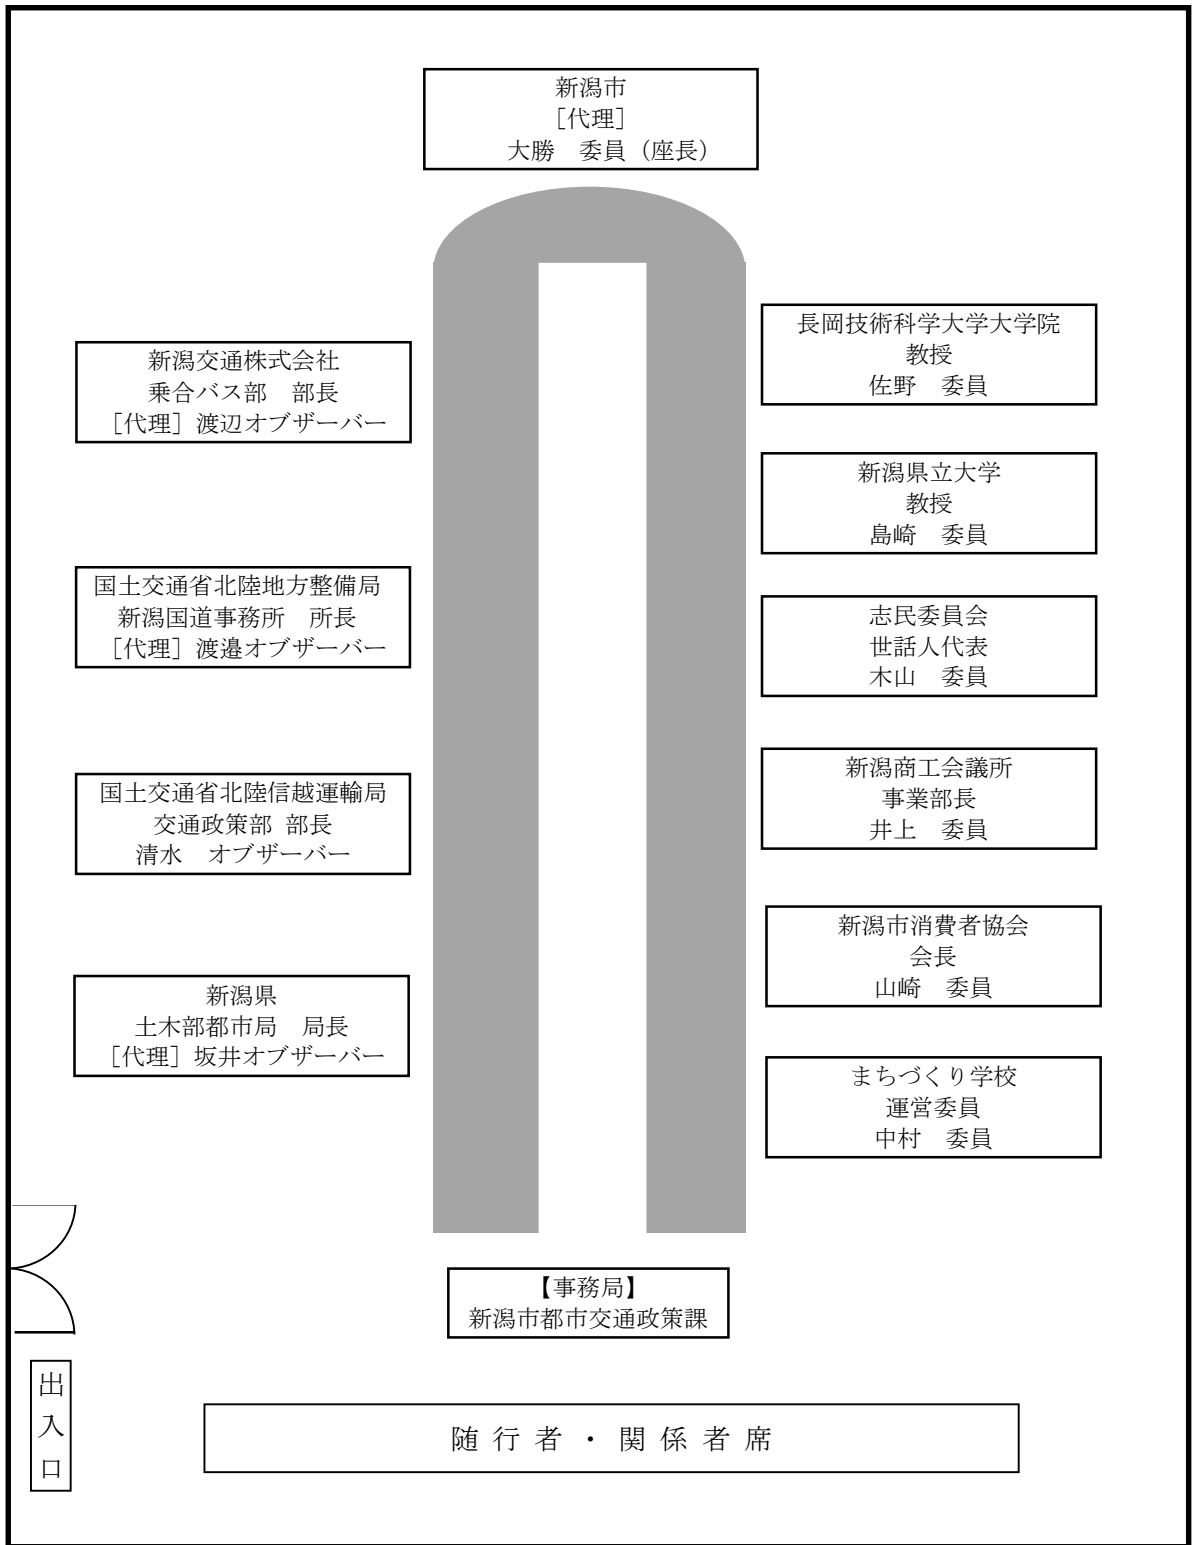 新潟市
［代理］
大勝　委員（座長）
新潟交通株式会社
乗合バス部　部長
［代理］渡辺オブザーバー
国土交通省北陸地方整備局
新潟国道事務所　所長
［代理］渡邉オブザーバー
国土交通省北陸信越運輸局
交通政策部 部長
清水　オブザーバー
新潟県
土木部都市局　局長
［代理］坂井オブザーバー
長岡技術科学大学大学院
教授
佐野　委員
新潟県立大学
教授
島崎　委員
志民委員会
世話人代表
木山　委員
新潟商工会議所
事業部長
井上　委員
新潟市消費者協会
会長
山崎　委員
まちづくり学校
運営委員
中村　委員
【事務局】
新潟市都市交通政策課
出入口
随 行 者 ・ 関 係 者 席